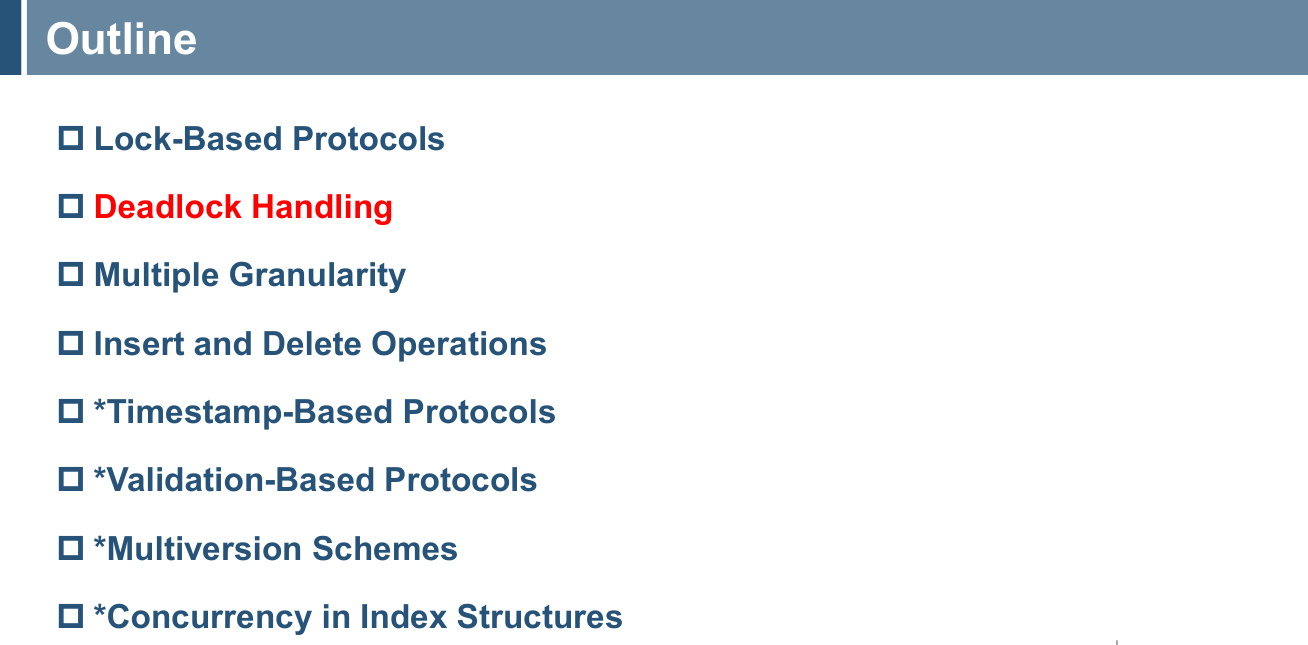 Outline
Lock-Based Protocols
Deadlock Handling
Multiple Granularity
Insert and Delete Operations
*Timestamp-Based Protocols
*Validation-Based Protocols
*Multiversion Schemes
*Concurrency in Index Structures